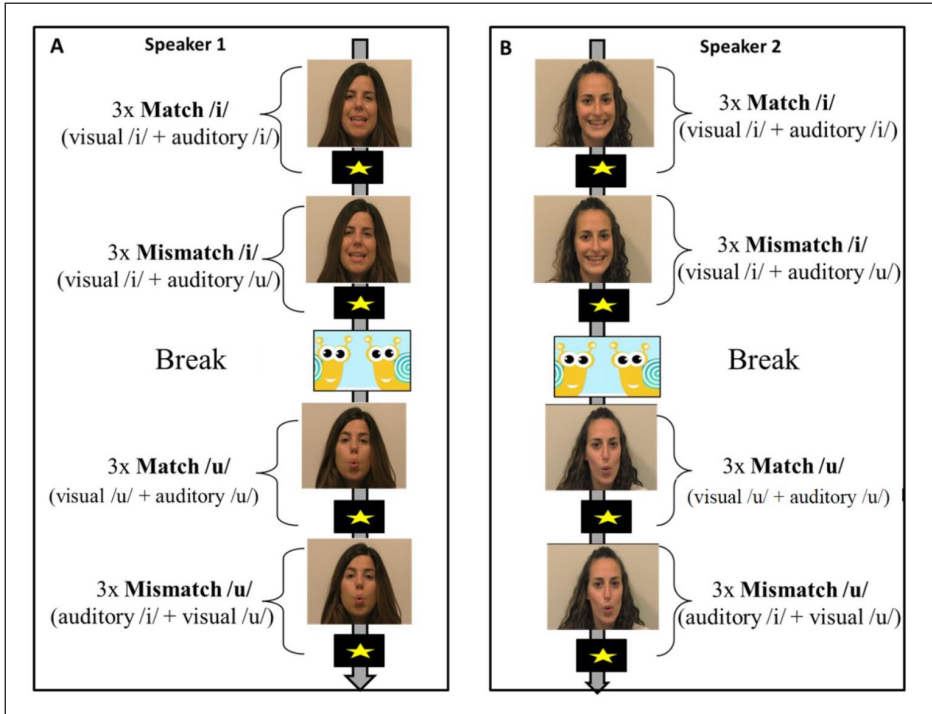 A
Speaker 1
3x Match /i/
(visual /i/ + auditory /i/)
3x Mismatch /i/
(visual /i/ + auditory /u/)
Break
3x Match /u/
(visual /u/ + auditory /u/)
3x Mismatch /u/
(auditory /i/ + visual /u/)
B
Speaker 2
3x Match /i/
(visual /i/ + auditory /i/)
3x Mismatch /i/
(visual /i/ + auditory /u/)
Break
3x Match /u/
(visual /u/ + auditory /u/)
3x Mismatch /u/
(auditory /i/ + visual /u/)